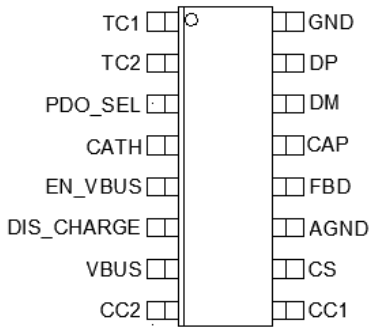 TC1 GND
TC2 DP
PDO_SEL DM
CATH CAP
EN_VBUS FBD
DIS_CHARGE AGND
VBUS CS
CC2 CC1